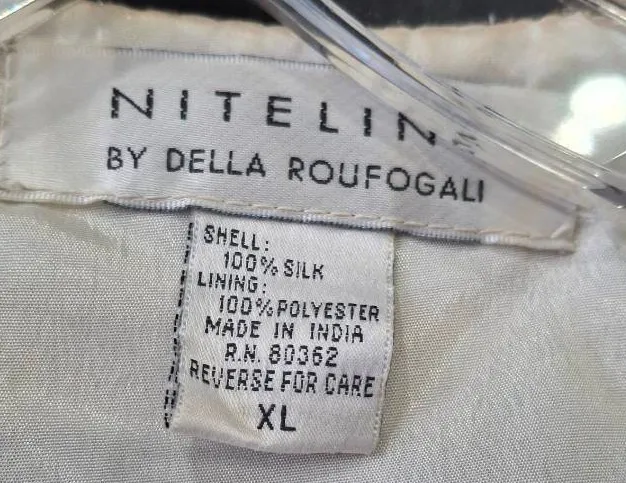 NITELINE
BY DELLA ROUFOGALI
SHELL:
100% SILK
LINING:
100% POLYESTER
MADE IN INDIA
R.N. 80362
REVERSE FOR CARE
XL